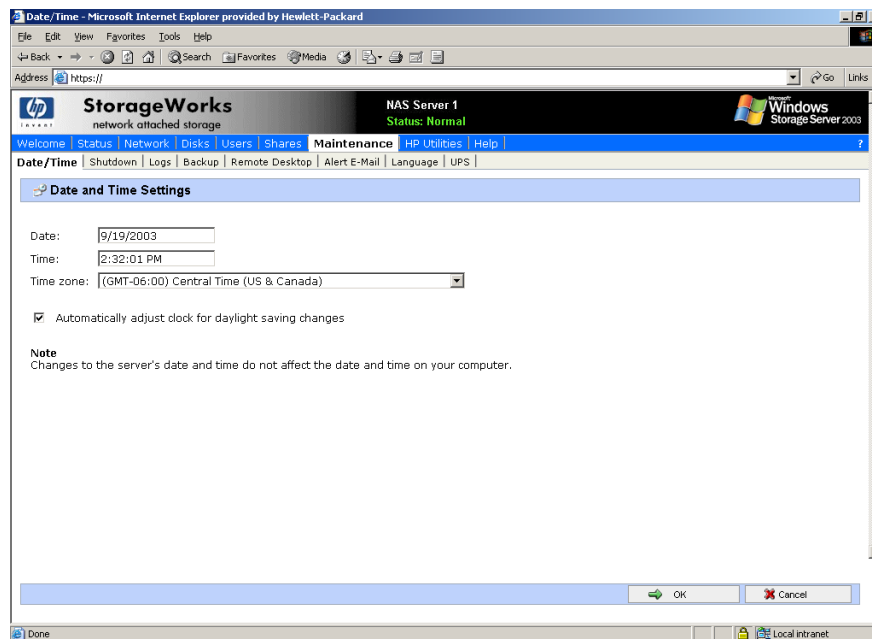 Date/Time - Microsoft Internet Explorer provided by Hewlett-Packard
File Edit View Favorites Tools Help
Back Search Favorites Media
Address https:// Go Links
hp StorageWorks NAS Server 1 Microsoft Windows
invent network attached storage Status: Normal Storage Server 2003
Welcome Status Network Disks Users Shares Maintenance HP Utilities Help ?
Date/Time Shutdown Logs Backup Remote Desktop Alert E-Mail Language UPS
Date and Time Settings
Date: 9/19/2003
Time: 2:32:01 PM
Time zone: (GMT-06:00) Central Time (US & Canada)
Automatically adjust clock for daylight saving changes
Note
Changes to the server's date and time do not affect the date and time on your computer.
OK Cancel
Done Local intranet